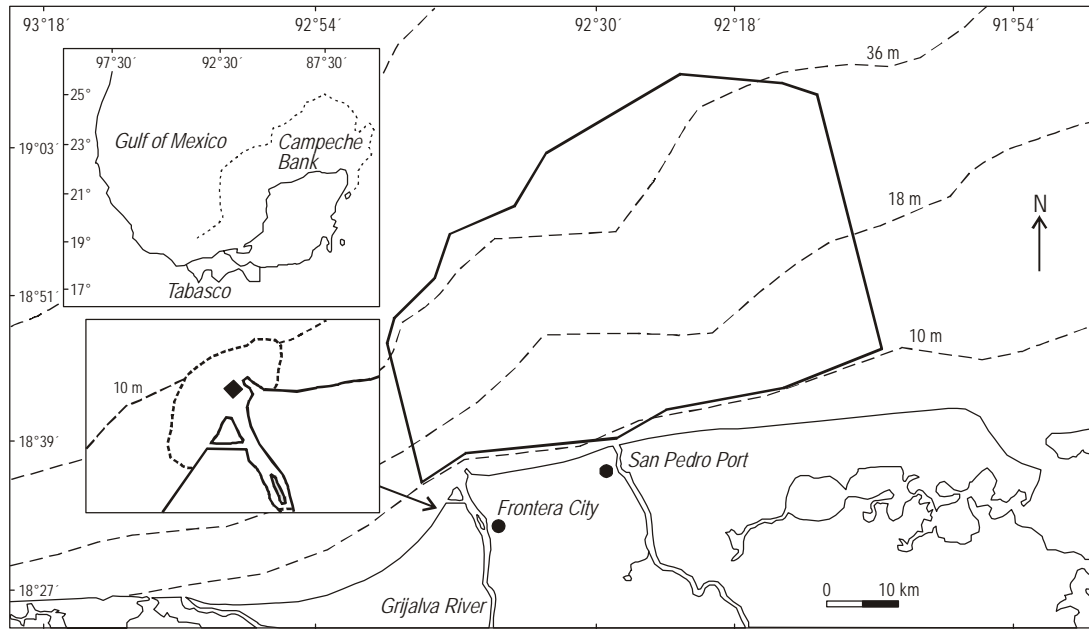 93°18´
92°54´
92°30´
92°18´
91°54´
97°30´
92°30´
87°30´
25°
23°
21°
19°
17°
Gulf of Mexico
Campeche
Bank
Tabasco
36 m
18 m
10 m
N
19°03´
18°51´
18°39´
18°27´
10 m
San Pedro Port
Frontera City
Grijalva River
0
10 km